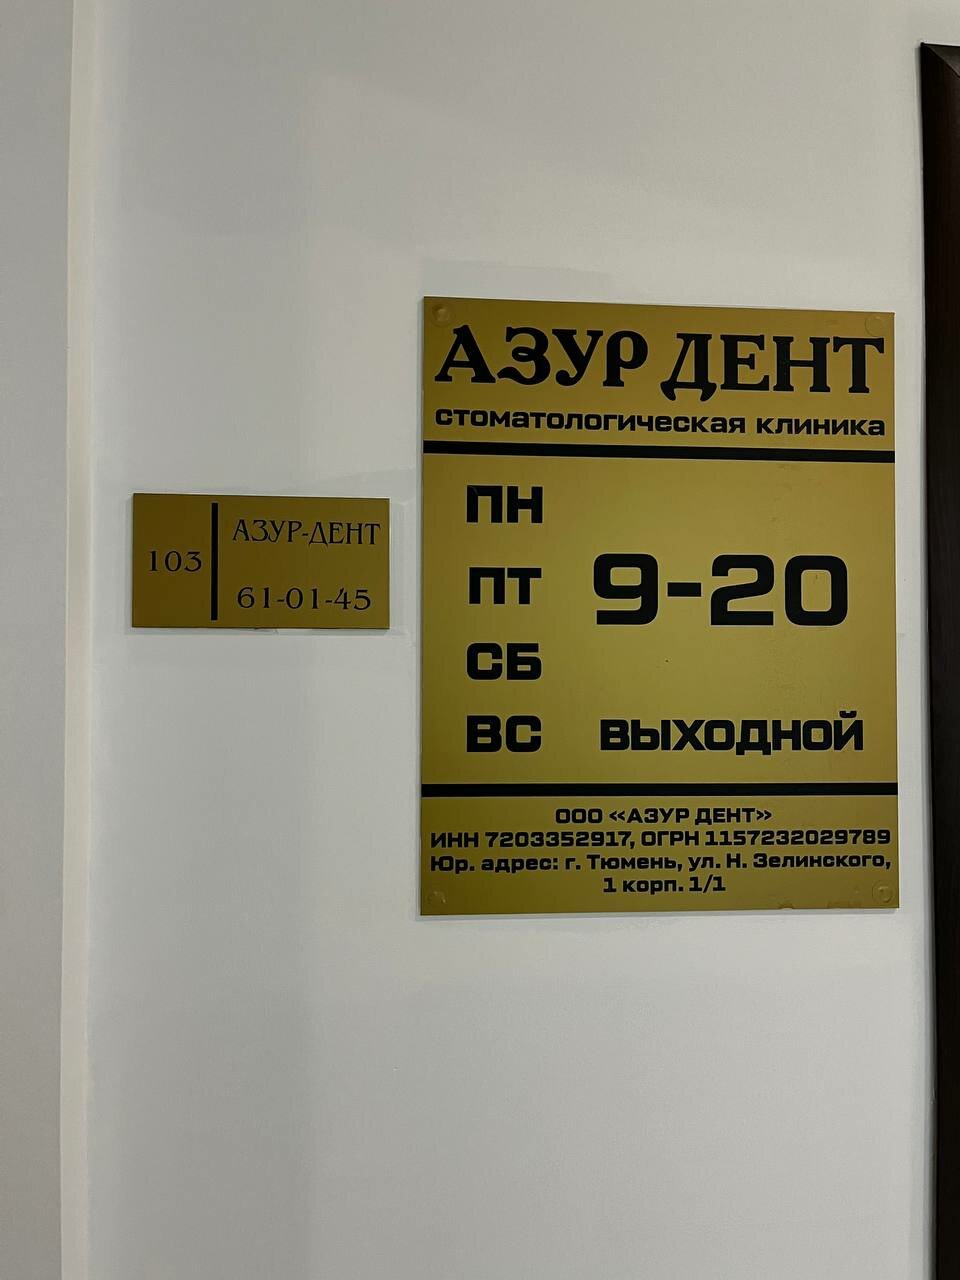 103
АЗУР-ДЕНТ
61-01-45
АЗУР ДЕНТ
стоматологическая клиника
ПН
ПТ
9-20
СБ
ВС ВЫХОДНОЙ
ООО «АЗУР ДЕНТ»
ИНН 7203352917, ОГРН 1157232029789
Юр. адрес: г. Тюмень, ул. Н. Зелинского,
1 корп. 1/1